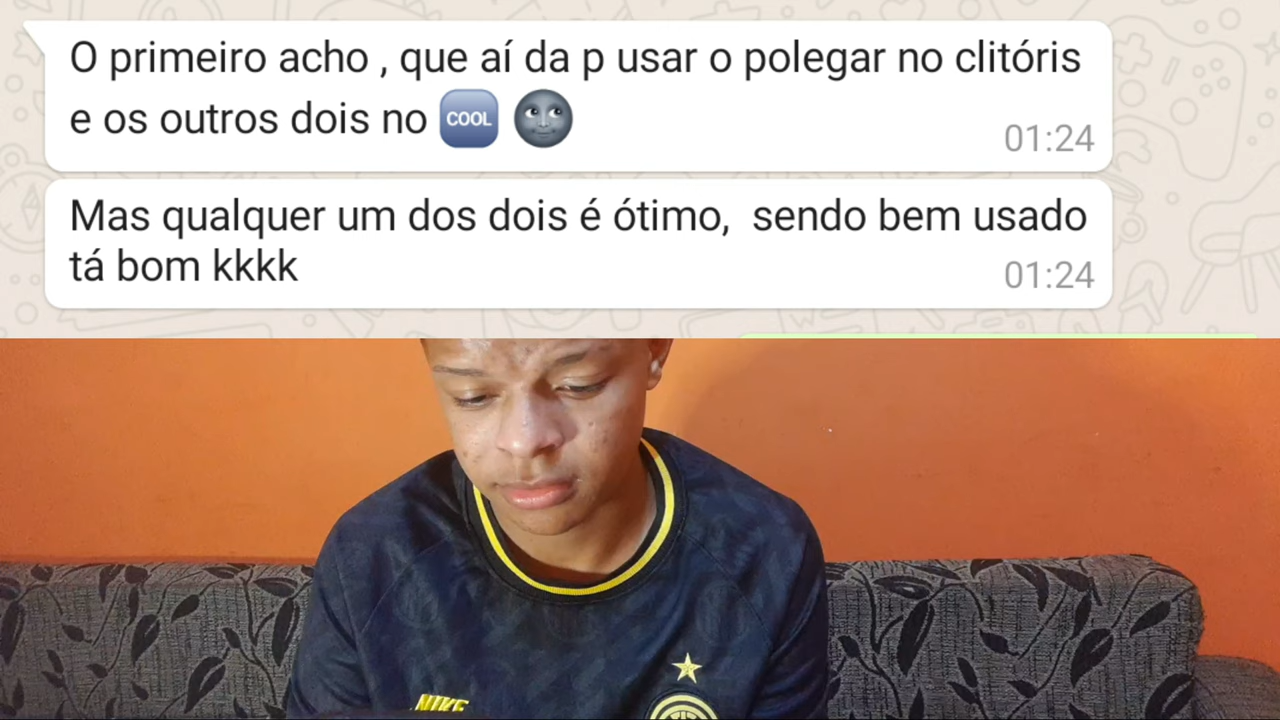 O primeiro acho , que aí da p usar o polegar no clitóris
e os outros dois no COOL 🌚
01:24
Mas qualquer um dos dois é ótimo, sendo bem usado
tá bom kkkk
01:24
NIKE